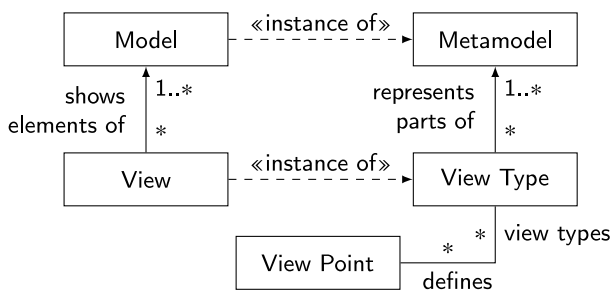 Model
«instance of»
Metamodel
shows
elements of
1..*
*
represents
parts of
1..*
*
View
«instance of»
View Type
* view types
View Point
*
defines